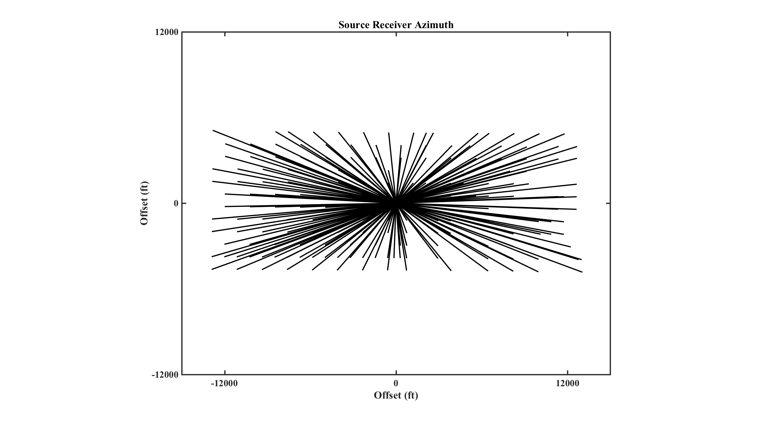 Source Receiver Azimuth
12000
Offset (ft)
0
-12000
-12000 0 12000
Offset (ft)